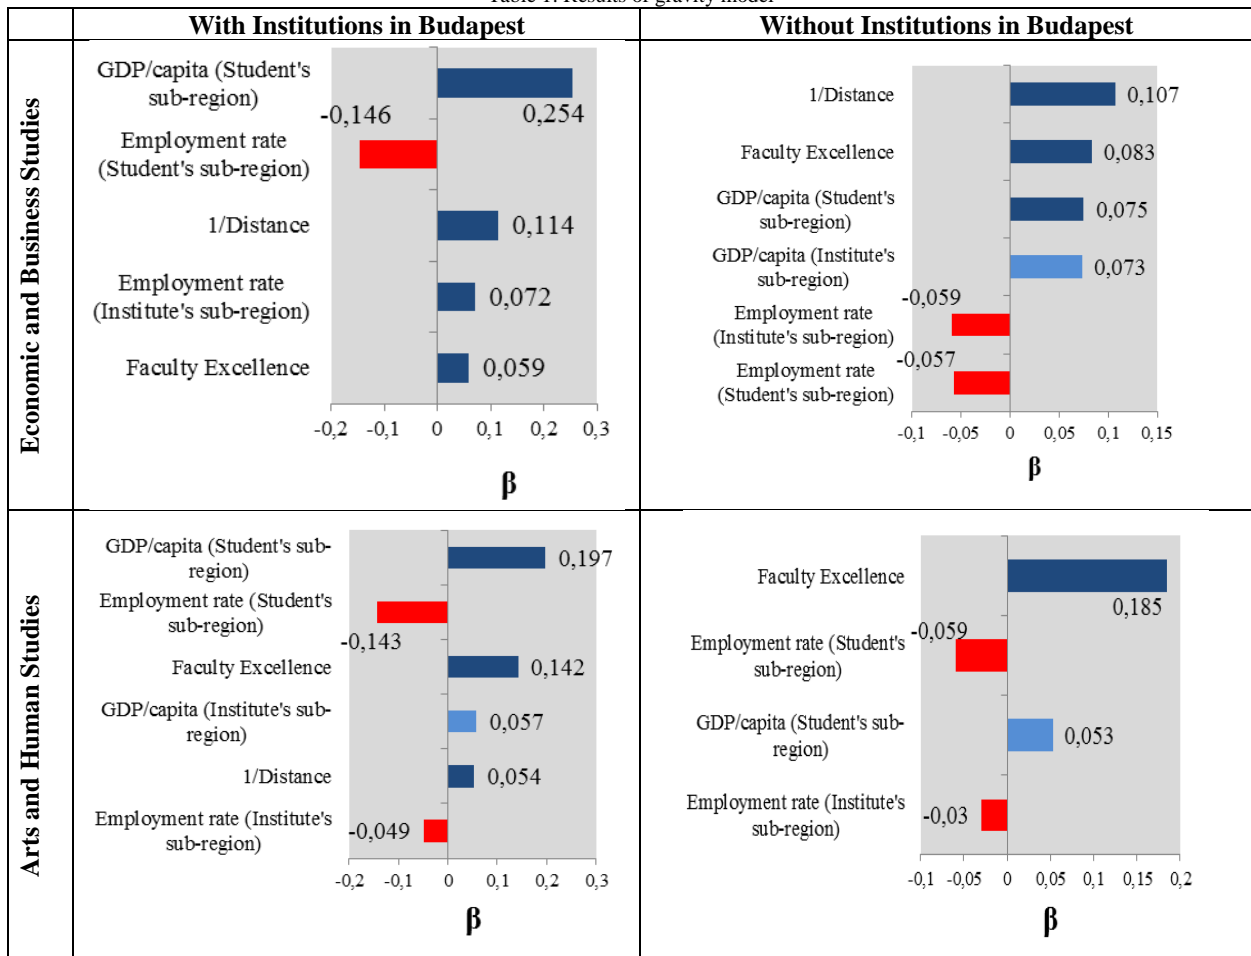 Table 1. Results of gravity model
With Institutions in Budapest
Without Institutions in Budapest
Economic and Business Studies
GDP/capita (Student's
sub-region)
0,254
-0,146
Employment rate
(Student's sub-region)
1/Distance
0,114
Employment rate
(Institute's sub-region)
0,072
Faculty Excellence
0,059
-0,2 -0,1 0 0,1 0,2 0,3
β
1/Distance
0,107
Faculty Excellence
0,083
GDP/capita (Student's
sub-region)
0,075
GDP/capita (Institute's
sub-region)
0,073
-0,059
Employment rate
(Institute's sub-region)
-0,057
Employment rate
(Student's sub-region)
-0,1 -0,05 0 0,05 0,1 0,15
β
Arts and Human Studies
GDP/capita (Student's sub-
region)
0,197
Employment rate (Student's
sub-region)
-0,143
Faculty Excellence
0,142
GDP/capita (Institute's sub-
region)
0,057
1/Distance
0,054
Employment rate (Institute's
sub-region)
-0,049
-0,2 -0,1 0 0,1 0,2 0,3
β
Faculty Excellence
0,185
-0,059
Employment rate (Student's
sub-region)
GDP/capita (Student's sub-
region)
0,053
Employment rate (Institute's
sub-region)
-0,03
-0,1 -0,05 0 0,05 0,1 0,15 0,2
β